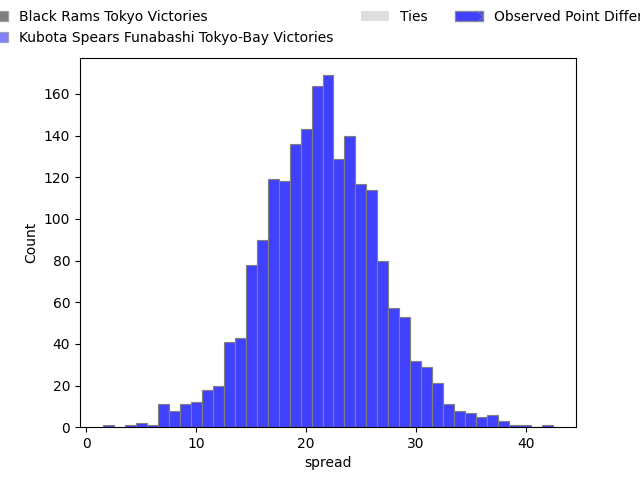 Black Rams Tokyo Victories
Kubota Spears Funabashi Tokyo-Bay Victories
Ties
Observed Point
160
140
120
100
80
60
40
20
0
Count
0 10 20 30 40
spread